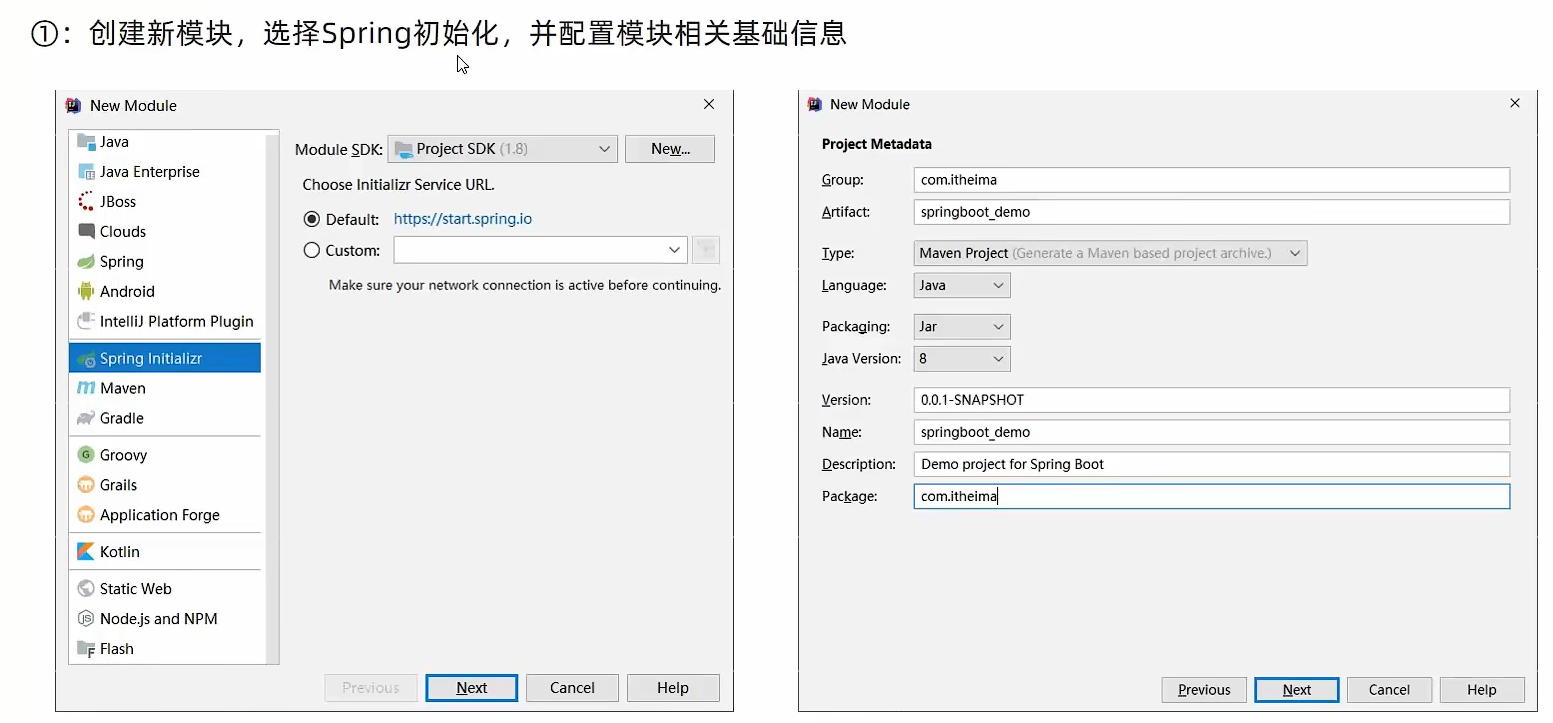 ①：创建新模块，选择Spring初始化，并配置模块相关基础信息
New Module
Java
Java Enterprise
JBoss
Clouds
Spring
Android
IntelliJ Platform Plugin
Spring Initializr
Maven
Gradle
Groovy
Grails
Application Forge
Kotlin
Static Web
Node.js and NPM
Flash
Module SDK: Project SDK (1.8) New...
Choose Initializr Service URL.
Default: https://start.spring.io
Custom:
Make sure your network connection is active before continuing.
Previous Next Cancel Help
New Module
Project Metadata
Group: com.itheima
Artifact: springboot_demo
Type: Maven Project (Generate a Maven based project archive.)
Language: Java
Packaging: Jar
Java Version: 8
Version: 0.0.1-SNAPSHOT
Name: springboot_demo
Description: Demo project for Spring Boot
Package: com.itheima
Previous Next Cancel Help